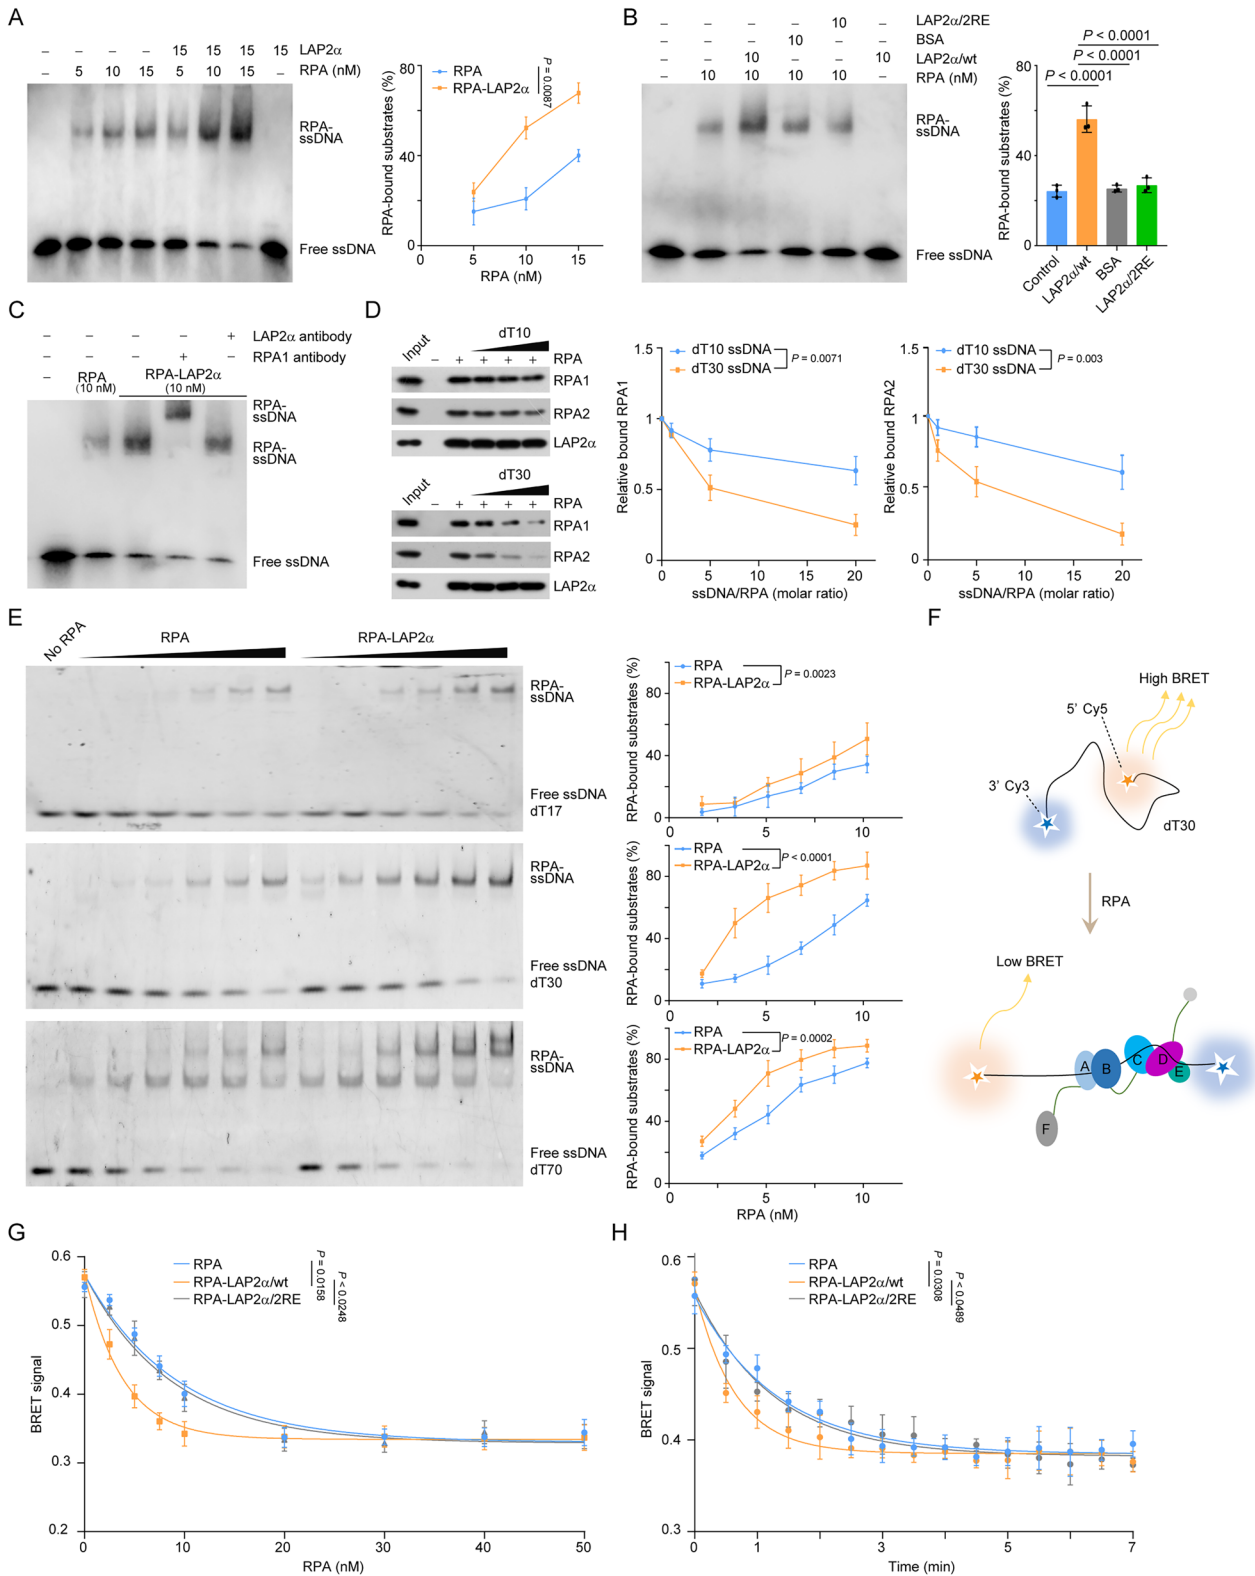 A
– – – – 15 15 15 15 LAP2α
– 5 10 15 5 10 15 – RPA (nM)
RPA-
ssDNA
Free ssDNA
RPA-bound substrates (%)
80
40
0
RPA
RPA-LAP2α
P = 0.0087
5 10 15
RPA (nM)
B
– – – – 10 – LAP2α/2RE
– – – 10 – – BSA
– – 10 – – 10 LAP2α/wt
– 10 10 10 10 – RPA (nM)
RPA-
ssDNA
Free ssDNA
RPA-bound substrates (%)
80
40
0
P < 0.0001
P < 0.0001
P < 0.0001
Control
LAP2α/wt
BSA
LAP2α/2RE
C
– – – – + LAP2α antibody
– – – + – RPA1 antibody
– RPA RPA-LAP2α
(10 nM) (10 nM)
RPA-
ssDNA
RPA-
ssDNA
Free ssDNA
D
Input
dT10
– + + + + RPA
RPA1
RPA2
LAP2α
Input
dT30
– + + + + RPA
RPA1
RPA2
LAP2α
Relative bound RPA1
1.5
1
0.5
0
dT10 ssDNA
dT30 ssDNA
P = 0.0071
0 5 10 15 20
ssDNA/RPA (molar ratio)
Relative bound RPA2
1.5
1
0.5
0
dT10 ssDNA
dT30 ssDNA
P = 0.003
0 5 10 15 20
ssDNA/RPA (molar ratio)
E
No RPA
RPA
RPA-LAP2α
RPA-
ssDNA
Free ssDNA
dT17
RPA-
ssDNA
Free ssDNA
dT30
RPA-
ssDNA
Free ssDNA
dT70
RPA-bound substrates (%)
80
40
0
RPA
RPA-LAP2α
P = 0.0023
0 5 10
RPA-bound substrates (%)
80
40
0
RPA
RPA-LAP2α
P < 0.0001
0 5 10
RPA-bound substrates (%)
80
40
0
RPA
RPA-LAP2α
P = 0.0002
0 5 10
RPA (nM)
F
High BRET
5' Cy5
3' Cy3
dT30
RPA
Low BRET
A
B
C
D
E
F
G
BRET signal
0.6
0.5
0.4
0.3
0.2
RPA
RPA-LAP2α/wt
RPA-LAP2α/2RE
P = 0.0158
P < 0.0248
0 10 20 30 40 50
RPA (nM)
H
BRET signal
0.6
0.5
0.4
0.3
RPA
RPA-LAP2α/wt
RPA-LAP2α/2RE
P = 0.0308
P < 0.0489
0 1 3 5 7
Time (min)